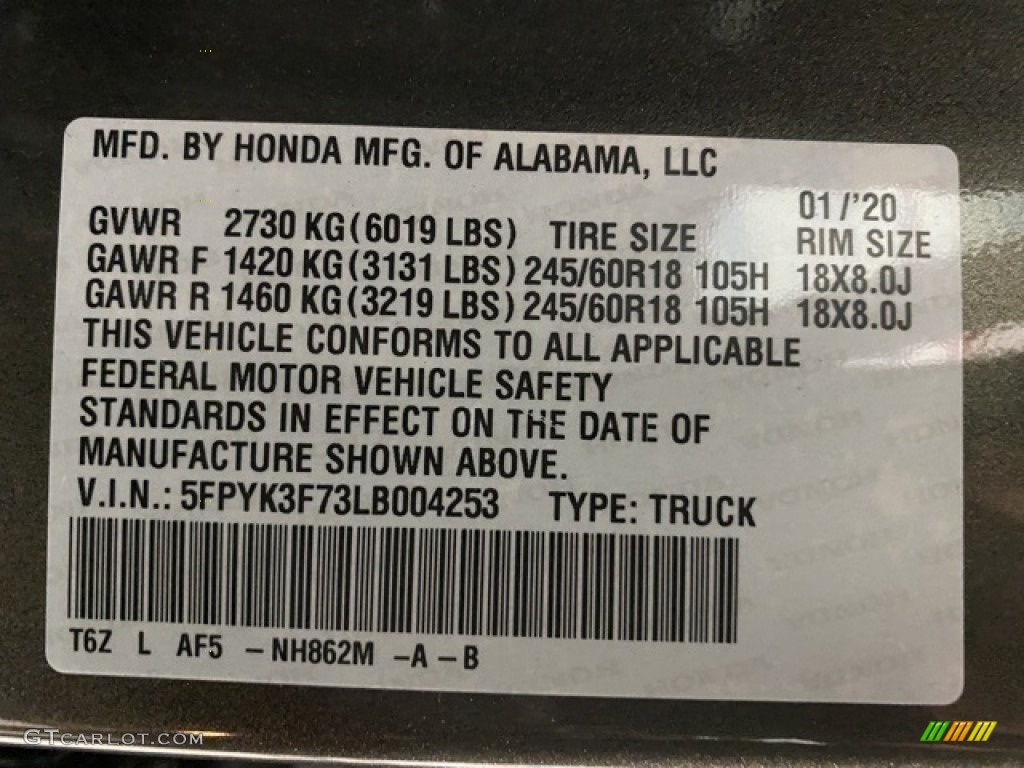 MFD. BY HONDA MFG. OF ALABAMA, LLC
01/'20
GVWR 2730 KG(6019 LBS) TIRE SIZE RIM SIZE
GAWR F 1420 KG(3131 LBS) 245/60R18 105H 18X8.0J
GAWR R 1460 KG(3219 LBS) 245/60R18 105H 18X8.0J
THIS VEHICLE CONFORMS TO ALL APPLICABLE
FEDERAL MOTOR VEHICLE SAFETY
STANDARDS IN EFFECT ON THE DATE OF
MANUFACTURE SHOWN ABOVE.
V.I.N.: 5FPYK3F73LB004253 TYPE: TRUCK
T6Z L AF5 -NH862M -A-B
GTCARLOT.COM